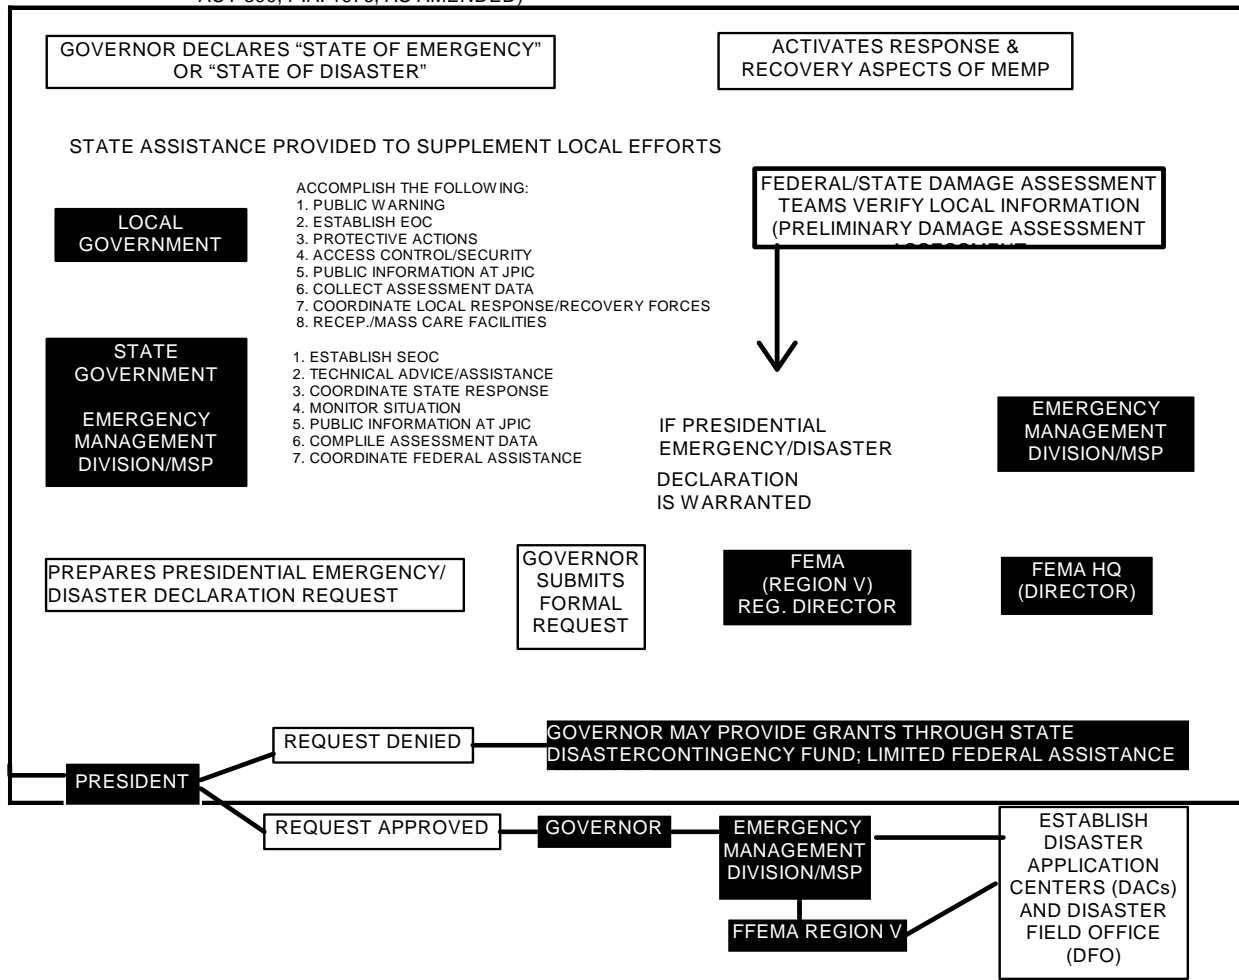 ACT 390, P.A. 1976, AS AMENDED)
GOVERNOR DECLARES “STATE OF EMERGENCY”
OR “STATE OF DISASTER”
ACTIVATES RESPONSE &
RECOVERY ASPECTS OF MEMP
STATE ASSISTANCE PROVIDED TO SUPPLEMENT LOCAL EFFORTS
LOCAL
GOVERNMENT
ACCOMPLISH THE FOLLOWING:
1. PUBLIC WARNING
2. ESTABLISH EOC
3. PROTECTIVE ACTIONS
4. ACCESS CONTROL/SECURITY
5. PUBLIC INFORMATION AT JPIC
6. COLLECT ASSESSMENT DATA
7. COORDINATE LOCAL RESPONSE/RECOVERY FORCES
8. RECEP./MASS CARE FACILITIES
FEDERAL/STATE DAMAGE ASSESSMENT
TEAMS VERIFY LOCAL INFORMATION
(PRELIMINARY DAMAGE ASSESSMENT
ASSESSMENT
STATE
GOVERNMENT
EMERGENCY
MANAGEMENT
DIVISION/MSP
1. ESTABLISH SEOC
2. TECHNICAL ADVICE/ASSISTANCE
3. COORDINATE STATE RESPONSE
4. MONITOR SITUATION
5. PUBLIC INFORMATION AT JPIC
6. COMPLILE ASSESSMENT DATA
7. COORDINATE FEDERAL ASSISTANCE
IF PRESIDENTIAL
EMERGENCY/DISASTER
DECLARATION
IS WARRANTED
EMERGENCY
MANAGEMENT
DIVISION/MSP
PREPARES PRESIDENTIAL EMERGENCY/
DISASTER DECLARATION REQUEST
GOVERNOR
SUBMITS
FORMAL
REQUEST
FEMA
(REGION V)
REG. DIRECTOR
FEMA HQ
(DIRECTOR)
REQUEST DENIED
GOVERNOR MAY PROVIDE GRANTS THROUGH STATE
DISASTERCONTINGENCY FUND; LIMITED FEDERAL ASSISTANCE
PRESIDENT
REQUEST APPROVED
GOVERNOR
EMERGENCY
MANAGEMENT
DIVISION/MSP
FFEMA REGION V
ESTABLISH
DISASTER
APPLICATION
CENTERS (DACs)
AND DISASTER
FIELD OFFICE
(DFO)